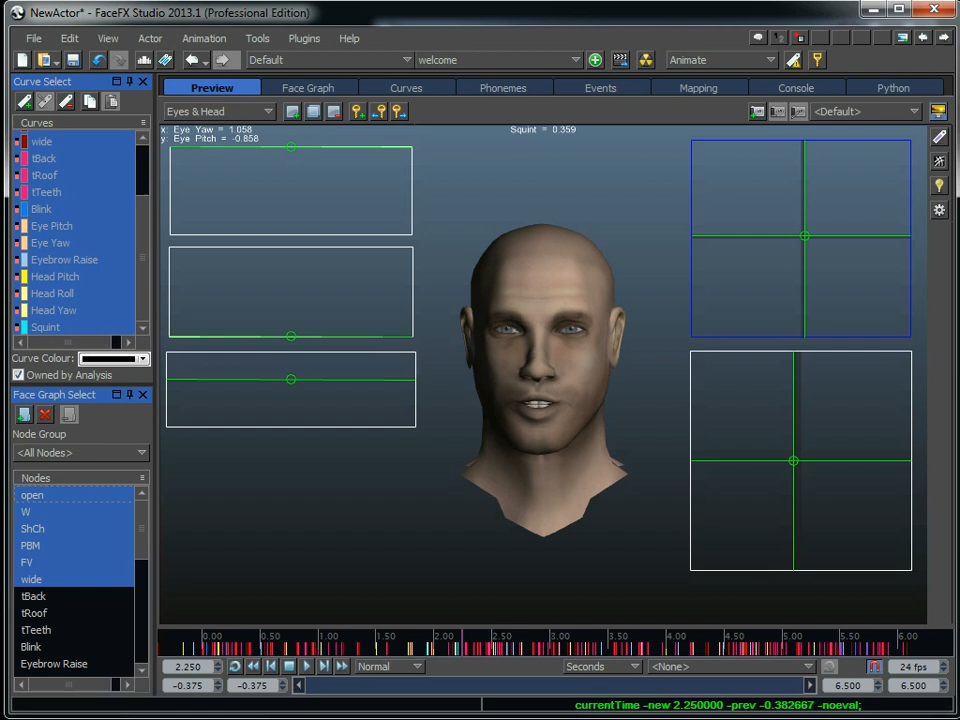 NewActor* - FaceFX Studio 2013.1 (Professional Edition)
File Edit View Actor Animation Tools Plugins Help
Default welcome Animate
Curve Select
Preview Face Graph Curves Phonemes Events Mapping Console Python
Eyes & Head <Default>
Curves
x: Eye Yaw = 1.058
y: Eye Pitch = -0.858
Squint = 0.359
wide
tBack
tRoof
tTeeth
Blink
Eye Pitch
Eye Yaw
Eyebrow Raise
Head Pitch
Head Roll
Head Yaw
Squint
Curve Colour:
Owned by Analysis
Face Graph Select
Node Group
<All Nodes>
Nodes
open
W
ShCh
PBM
FV
wide
tBack
tRoof
tTeeth
Blink
Eyebrow Raise
0.00 0.50 1.00 1.50 2.00 2.50 3.00 3.50 4.00 4.50 5.00 5.50 6.00
2.250 Normal Seconds <None> 24 fps
-0.375 -0.375 6.500 6.500
currentTime -new 2.250000 -prev -0.382667 -noeval;